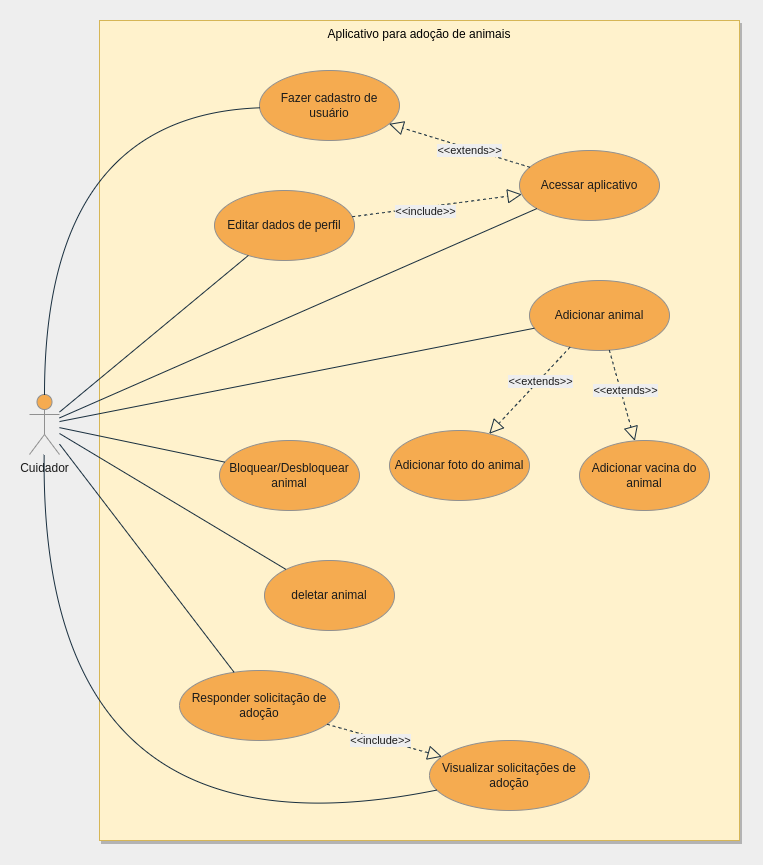 Aplicativo para adoção de animais
Fazer cadastro de
usuário
<<extends>>
Acessar aplicativo
<<include>>
Editar dados de perfil
Adicionar animal
<<extends>>
<<extends>>
Cuidador
Bloquear/Desbloquear
animal
Adicionar foto do animal
Adicionar vacina do
animal
deletar animal
Responder solicitação de
adoção
<<include>>
Visualizar solicitações de
adoção